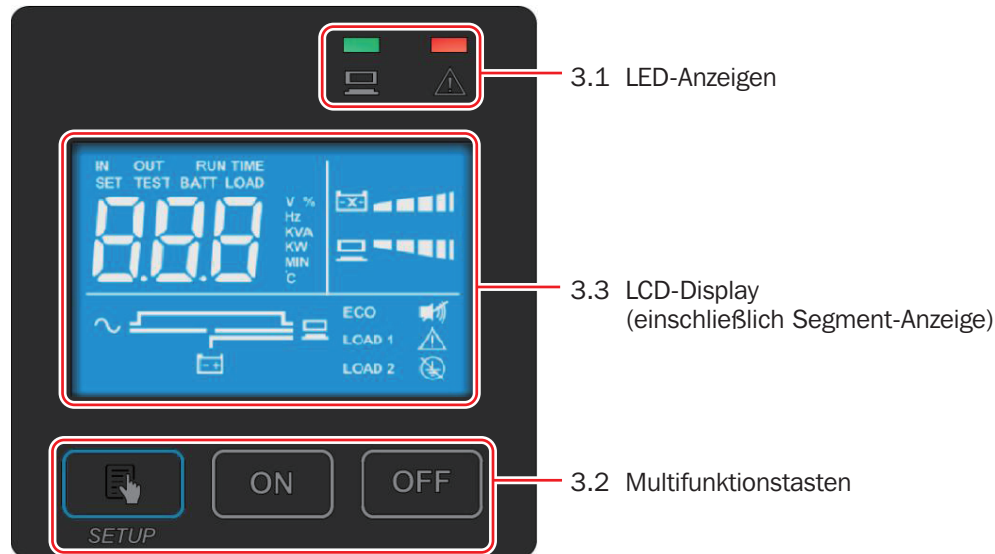 3.1 LED-Anzeigen
IN OUT RUN TIME
SET TEST BATT LOAD
888
V %
Hz
KVA
KW
MIN
°C
3.3 LCD-Display
(einschließlich Segment-Anzeige)
ECO
LOAD 1
LOAD 2
ON
OFF
3.2 Multifunktionstasten
SETUP